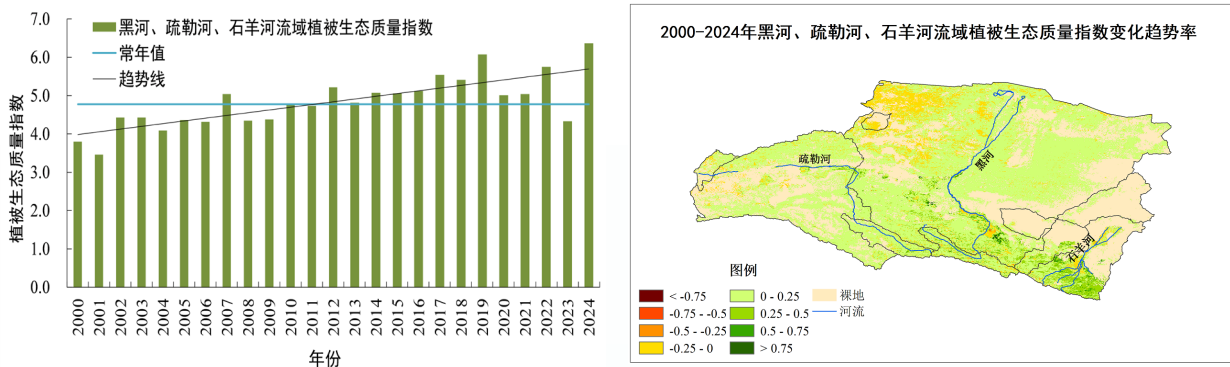 7.0
6.0
5.0
4.0
3.0
2.0
1.0
0.0
植被生态质量指数
黑河、疏勒河、石羊河流域植被生态质量指数
常年值
趋势线
2000 2001 2002 2003 2004 2005 2006 2007 2008 2009 2010 2011 2012 2013 2014 2015 2016 2017 2018 2019 2020 2021 2022 2023 2024
年份
2000-2024年黑河、疏勒河、石羊河流域植被生态质量指数变化趋势率
疏勒河
黑河
石羊河
图例
< -0.75
-0.75 - -0.5
-0.5 - -0.25
-0.25 - 0
0 - 0.25
0.25 - 0.5
0.5 - 0.75
> 0.75
裸地
河流